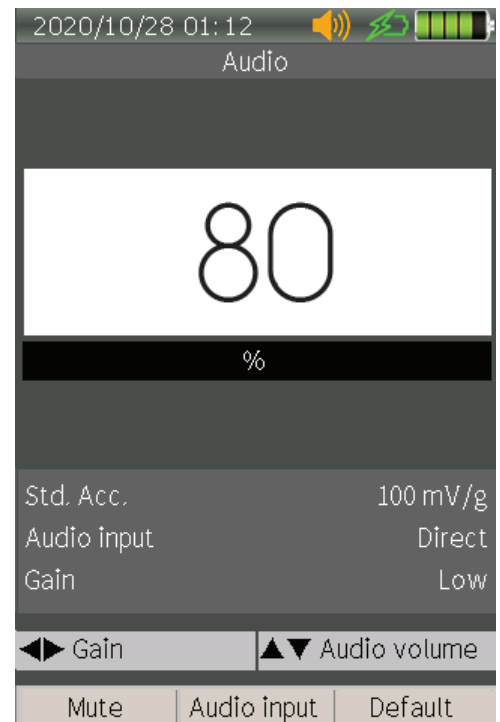 2020/10/28 01:12
Audio
80
%
Std. Acc. 100 mV/g
Audio input Direct
Gain Low
◀▶ Gain ▲▼ Audio volume
Mute Audio input Default